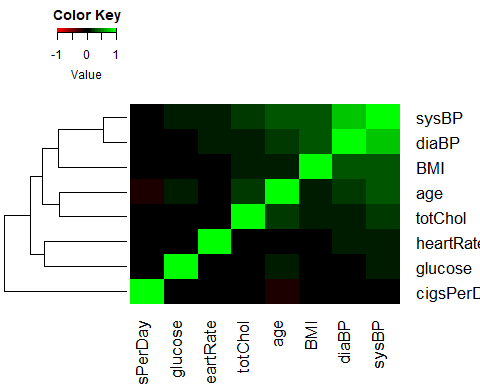 Color Key
-1 0 1
Value
sysBP
diaBP
BMI
age
totChol
heartRate
glucose
cigsPerD
sPerDay
glucose
eartRate
totChol
age
BMI
diaBP
sysBP